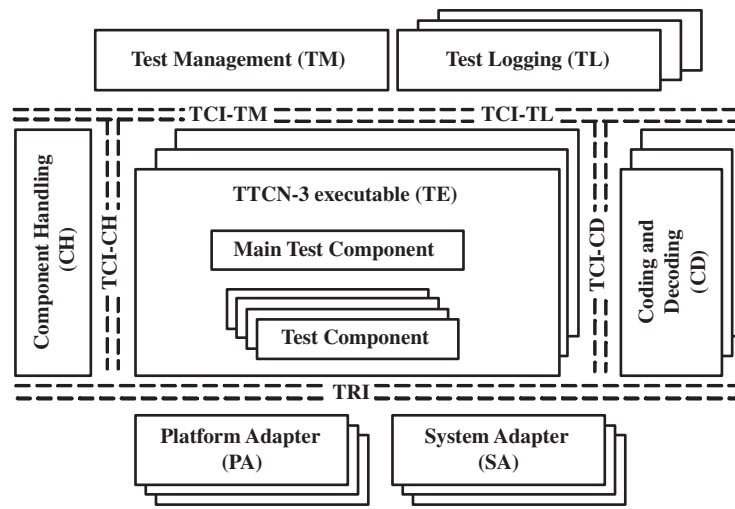 Test Management (TM)
Test Logging (TL)
TCI-TM
TCI-TL
Component Handling
(CH)
TCI-CH
TTCN-3 executable (TE)
Main Test Component
Test Component
TCI-CD
Coding and
Decoding
(CD)
TRI
Platform Adapter
(PA)
System Adapter
(SA)